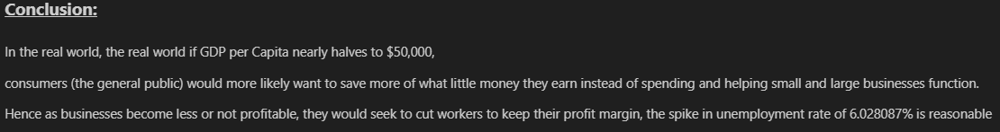 Conclusion:
In the real world, the real world if GDP per Capita nearly halves to $50,000,
consumers (the general public) would more likely want to save more of what little money they earn instead of spending and helping small and large businesses function.
Hence as businesses become less or not profitable, they would seek to cut workers to keep their profit margin, the spike in unemployment rate of 6.028087% is reasonable